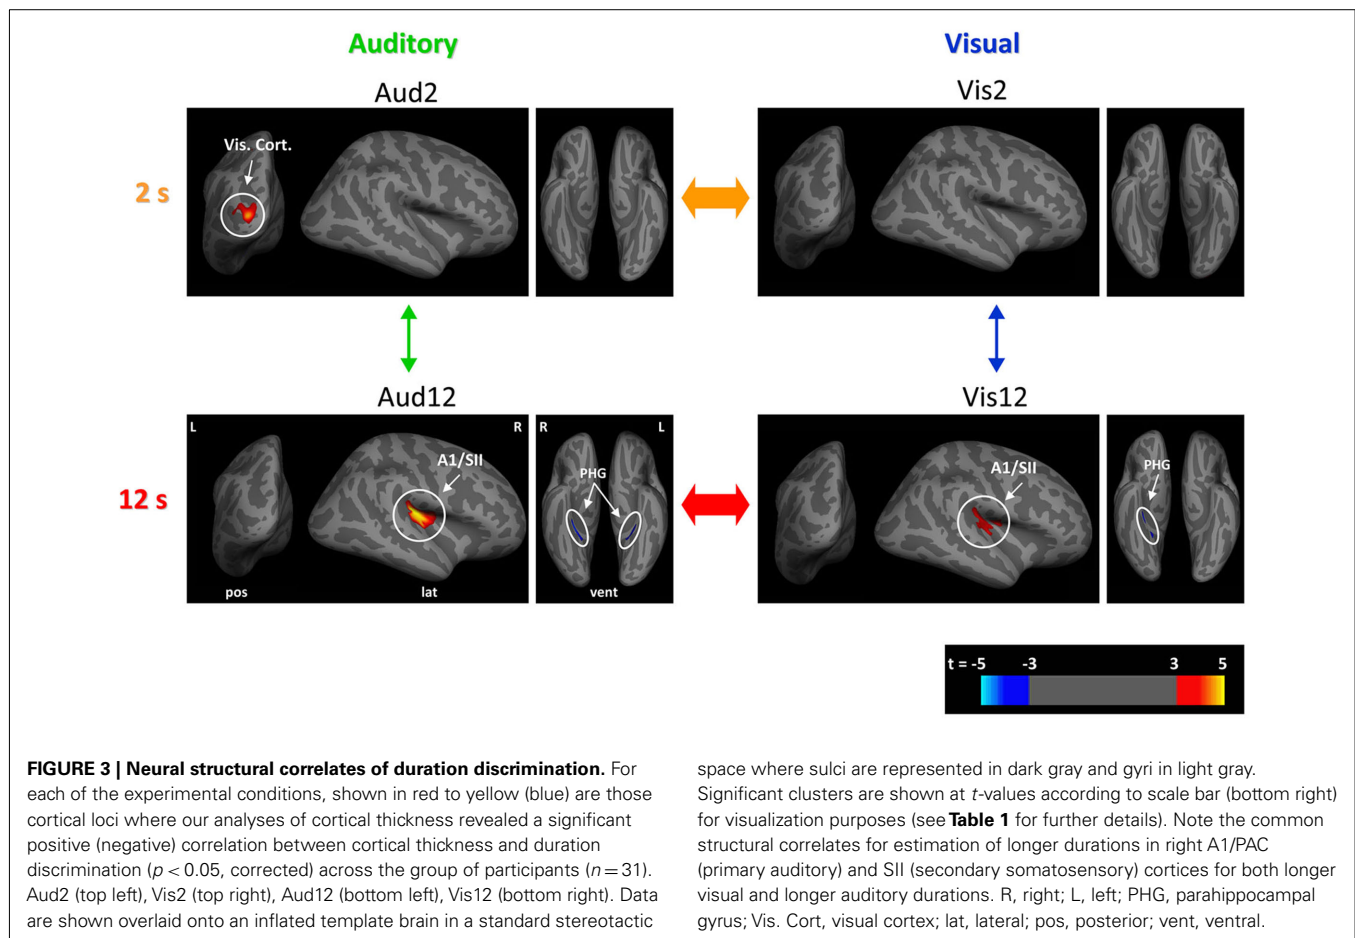 Auditory
Visual
Aud2
Vis2
Vis. Cort.
2 s
Aud12
Vis12
L
R
R
L
A1/SII
PHG
A1/SII
PHG
12 s
pos
lat
vent
t = -5
-3
3
5
FIGURE 3 | Neural structural correlates of duration discrimination. For
each of the experimental conditions, shown in red to yellow (blue) are those
cortical loci where our analyses of cortical thickness revealed a significant
positive (negative) correlation between cortical thickness and duration
discrimination (p < 0.05, corrected) across the group of participants (n = 31).
Aud2 (top left), Vis2 (top right), Aud12 (bottom left), Vis12 (bottom right). Data
are shown overlaid onto an inflated template brain in a standard stereotactic
space where sulci are represented in dark gray and gyri in light gray.
Significant clusters are shown at t-values according to scale bar (bottom right)
for visualization purposes (see Table 1 for further details). Note the common
structural correlates for estimation of longer durations in right A1/PAC
(primary auditory) and SII (secondary somatosensory) cortices for both longer
visual and longer auditory durations. R, right; L, left; PHG, parahippocampal
gyrus; Vis. Cort, visual cortex; lat, lateral; pos, posterior; vent, ventral.